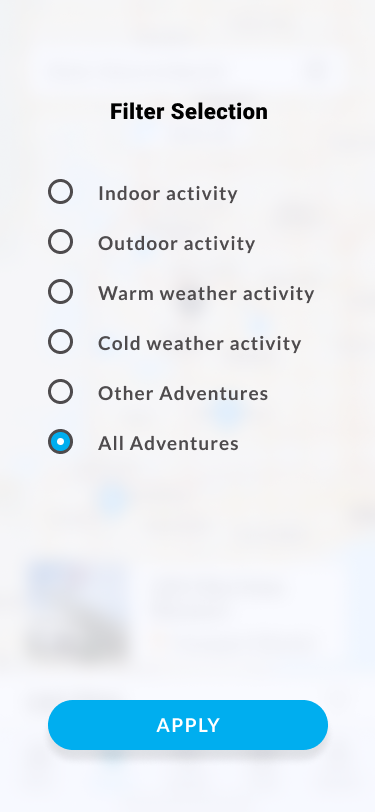 Filter Selection
Indoor activity
Outdoor activity
Warm weather activity
Cold weather activity
Other Adventures
All Adventures
APPLY